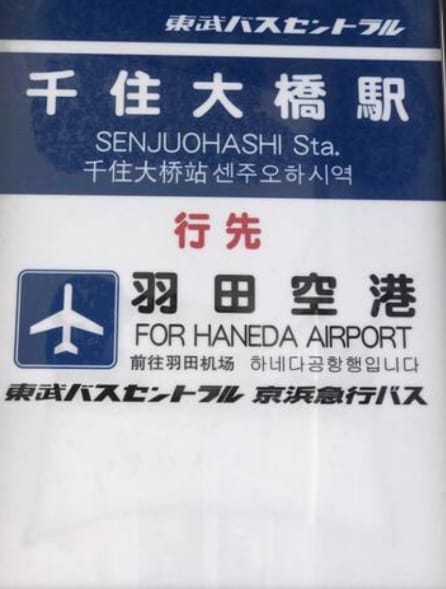 東武バスセントラル
千住大橋駅
SENJUOHASHI Sta.
千住大桥站 센주오하시역
行先
羽田空港
FOR HANEDA AIRPORT
前往羽田机场 하네다공항행입니다
東武バスセントラル 京浜急行バス